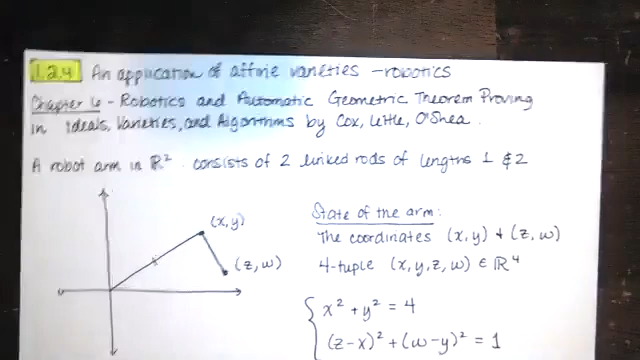 1.2.4 An application of affine varieties - robotics
Chapter 6 - Robotics and Automatic Geometric Theorem Proving
in Ideals, Varieties, and Algorithms by Cox, Little, O'Shea.
A robot arm in ℝ² consists of 2 linked rods of lengths 1 & 2
(x,y)
(z,w)
State of the arm:
The coordinates (x,y) + (z,w)
4-tuple (x,y,z,w) ∈ ℝ⁴
x² + y² = 4
(z-x)² + (w-y)² = 1